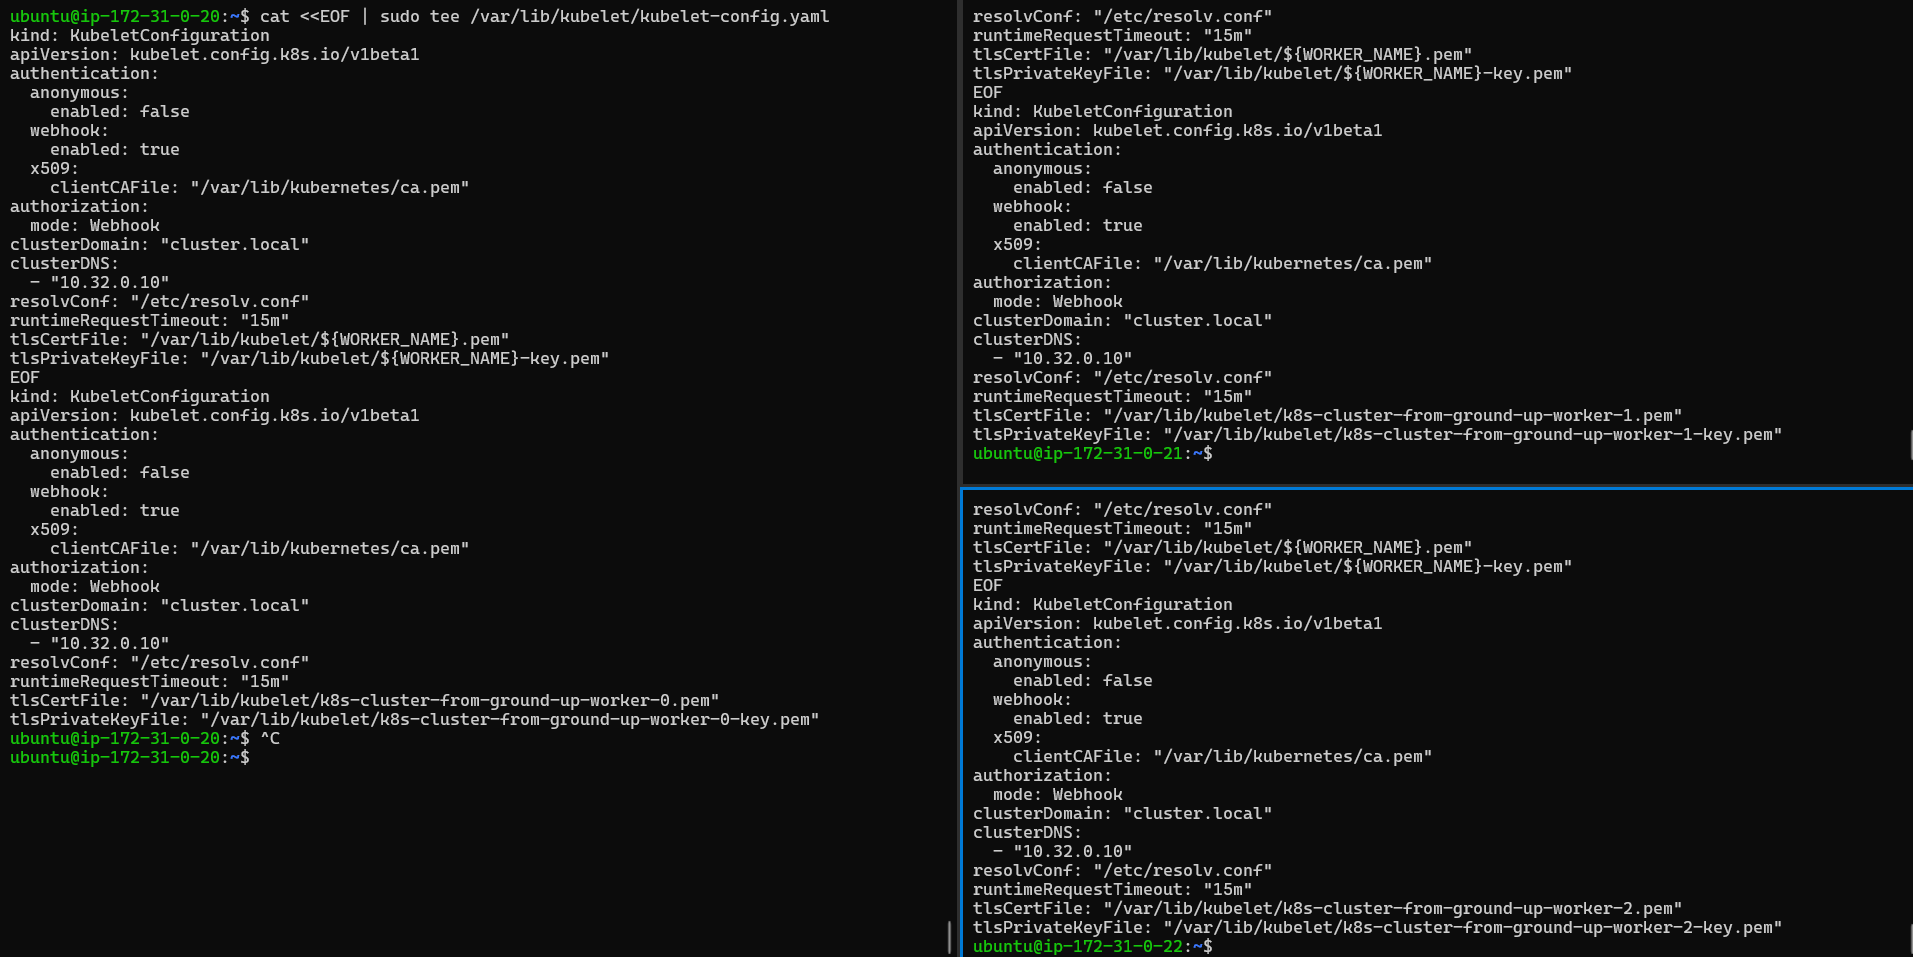 ubuntu@ip-172-31-0-20:~$ cat <<EOF | sudo tee /var/lib/kubelet/kubelet-config.yaml
kind: KubeletConfiguration
apiVersion: kubelet.config.k8s.io/v1beta1
authentication:
  anonymous:
    enabled: false
  webhook:
    enabled: true
  x509:
    clientCAFile: "/var/lib/kubernetes/ca.pem"
authorization:
  mode: Webhook
clusterDomain: "cluster.local"
clusterDNS:
  - "10.32.0.10"
resolvConf: "/etc/resolv.conf"
runtimeRequestTimeout: "15m"
tlsCertFile: "/var/lib/kubelet/${WORKER_NAME}.pem"
tlsPrivateKeyFile: "/var/lib/kubelet/${WORKER_NAME}-key.pem"
EOF
kind: KubeletConfiguration
apiVersion: kubelet.config.k8s.io/v1beta1
authentication:
  anonymous:
    enabled: false
  webhook:
    enabled: true
  x509:
    clientCAFile: "/var/lib/kubernetes/ca.pem"
authorization:
  mode: Webhook
clusterDomain: "cluster.local"
clusterDNS:
  - "10.32.0.10"
resolvConf: "/etc/resolv.conf"
runtimeRequestTimeout: "15m"
tlsCertFile: "/var/lib/kubelet/k8s-cluster-from-ground-up-worker-0.pem"
tlsPrivateKeyFile: "/var/lib/kubelet/k8s-cluster-from-ground-up-worker-0-key.pem"
ubuntu@ip-172-31-0-20:~$ ^C
ubuntu@ip-172-31-0-20:~$
resolvConf: "/etc/resolv.conf"
runtimeRequestTimeout: "15m"
tlsCertFile: "/var/lib/kubelet/${WORKER_NAME}.pem"
tlsPrivateKeyFile: "/var/lib/kubelet/${WORKER_NAME}-key.pem"
EOF
kind: KubeletConfiguration
apiVersion: kubelet.config.k8s.io/v1beta1
authentication:
  anonymous:
    enabled: false
  webhook:
    enabled: true
  x509:
    clientCAFile: "/var/lib/kubernetes/ca.pem"
authorization:
  mode: Webhook
clusterDomain: "cluster.local"
clusterDNS:
  - "10.32.0.10"
resolvConf: "/etc/resolv.conf"
runtimeRequestTimeout: "15m"
tlsCertFile: "/var/lib/kubelet/k8s-cluster-from-ground-up-worker-1.pem"
tlsPrivateKeyFile: "/var/lib/kubelet/k8s-cluster-from-ground-up-worker-1-key.pem"
ubuntu@ip-172-31-0-21:~$
resolvConf: "/etc/resolv.conf"
runtimeRequestTimeout: "15m"
tlsCertFile: "/var/lib/kubelet/${WORKER_NAME}.pem"
tlsPrivateKeyFile: "/var/lib/kubelet/${WORKER_NAME}-key.pem"
EOF
kind: KubeletConfiguration
apiVersion: kubelet.config.k8s.io/v1beta1
authentication:
  anonymous:
    enabled: false
  webhook:
    enabled: true
  x509:
    clientCAFile: "/var/lib/kubernetes/ca.pem"
authorization:
  mode: Webhook
clusterDomain: "cluster.local"
clusterDNS:
  - "10.32.0.10"
resolvConf: "/etc/resolv.conf"
runtimeRequestTimeout: "15m"
tlsCertFile: "/var/lib/kubelet/k8s-cluster-from-ground-up-worker-2.pem"
tlsPrivateKeyFile: "/var/lib/kubelet/k8s-cluster-from-ground-up-worker-2-key.pem"
ubuntu@ip-172-31-0-22:~$